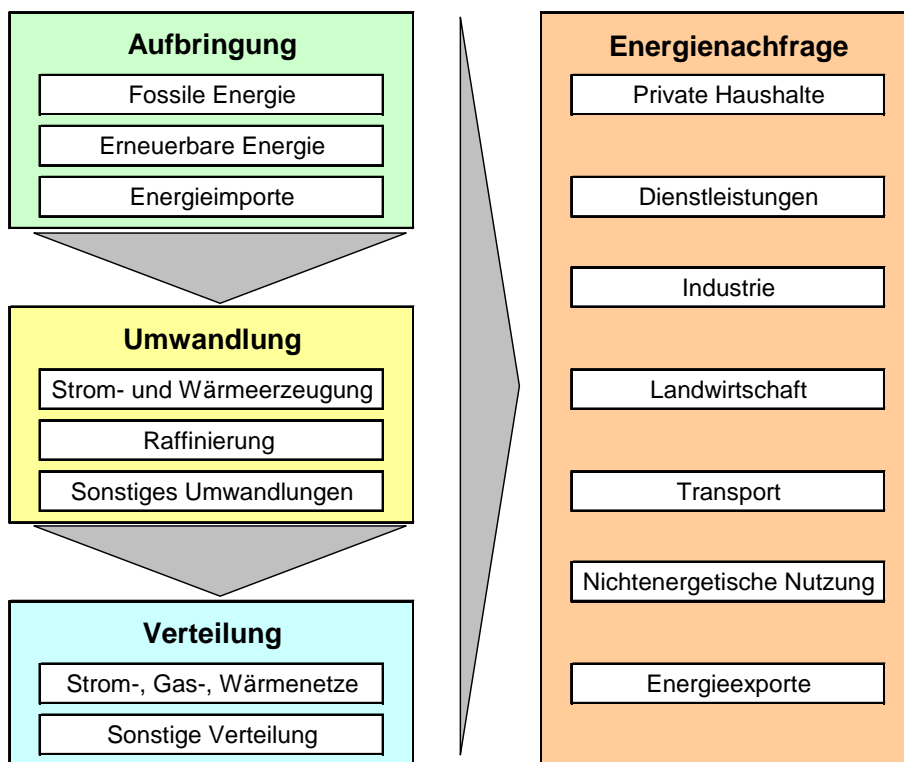 Aufbringung
Fossile Energie
Erneuerbare Energie
Energieimporte
Umwandlung
Strom- und Wärmeerzeugung
Raffinierung
Sonstiges Umwandlungen
Verteilung
Strom-, Gas-, Wärmenetze
Sonstige Verteilung
Energienachfrage
Private Haushalte
Dienstleistungen
Industrie
Landwirtschaft
Transport
Nichtenergetische Nutzung
Energieexporte